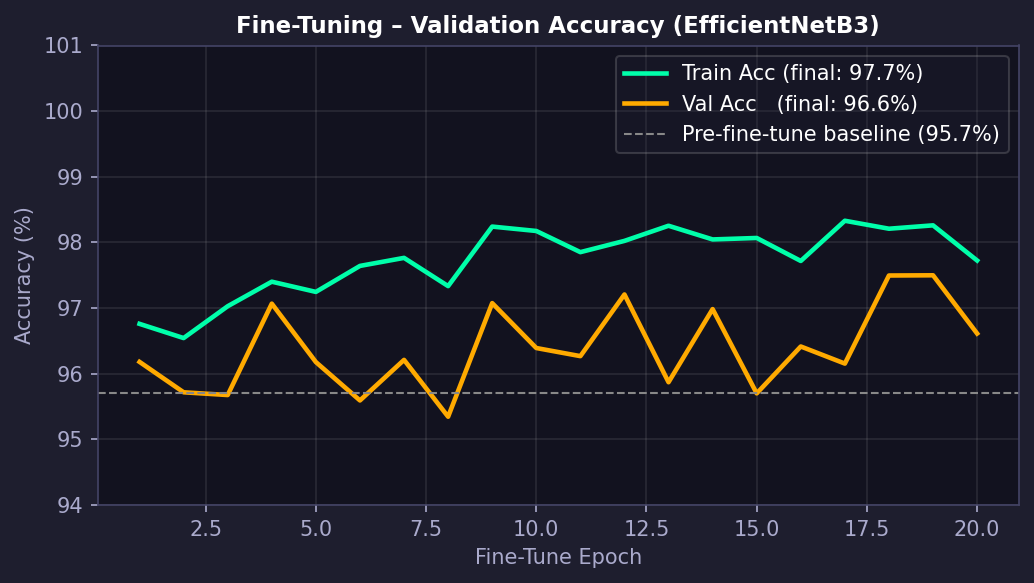 Fine-Tuning – Validation Accuracy (EfficientNetB3)
Train Acc (final: 97.7%)
Val Acc   (final: 96.6%)
Pre-fine-tune baseline (95.7%)
Accuracy (%)
101
100
99
98
97
96
95
94
2.5 5.0 7.5 10.0 12.5 15.0 17.5 20.0
Fine-Tune Epoch